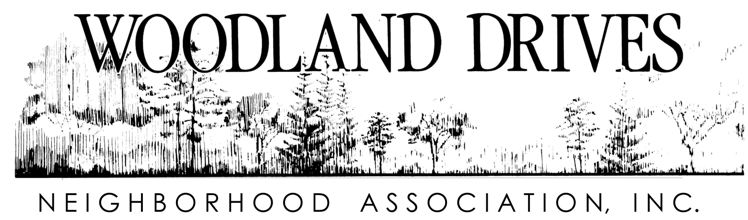 WOODLAND DRIVES
NEIGHBORHOOD ASSOCIATION, INC.